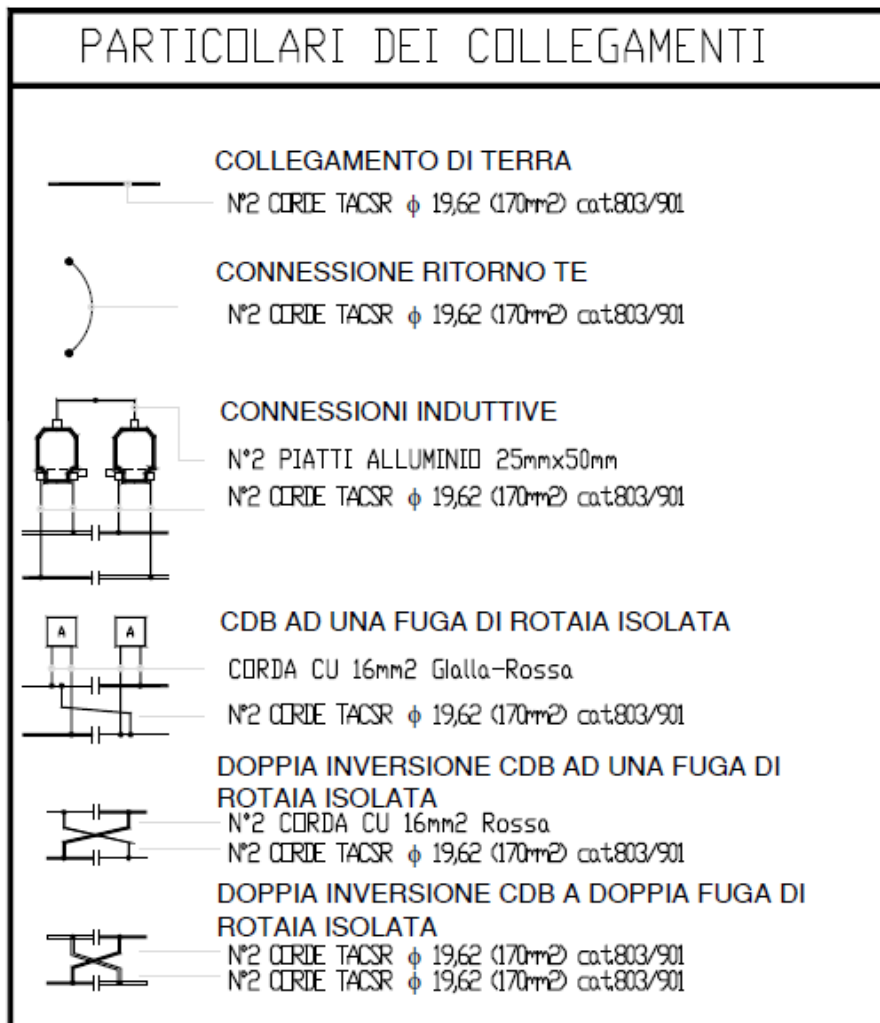 PARTICOLARI DEI COLLEGAMENTI
COLLEGAMENTO DI TERRA
N°2 CORDE TACSR ϕ 19,62 (170mm2) cat.803/901
CONNESSIONE RITORNO TE
N°2 CORDE TACSR ϕ 19,62 (170mm2) cat.803/901
CONNESSIONI INDUTTIVE
N°2 PIATTI ALLUMINIO 25mmx50mm
N°2 CORDE TACSR ϕ 19,62 (170mm2) cat.803/901
A A
CDB AD UNA FUGA DI ROTAIA ISOLATA
CORDA CU 16mm2 Gialla-Rossa
N°2 CORDE TACSR ϕ 19,62 (170mm2) cat.803/901
DOPPIA INVERSIONE CDB AD UNA FUGA DI
ROTAIA ISOLATA
N°2 CORDA CU 16mm2 Rossa
N°2 CORDE TACSR ϕ 19,62 (170mm2) cat.803/901
DOPPIA INVERSIONE CDB A DOPPIA FUGA DI
ROTAIA ISOLATA
N°2 CORDE TACSR ϕ 19,62 (170mm2) cat.803/901
N°2 CORDE TACSR ϕ 19,62 (170mm2) cat.803/901